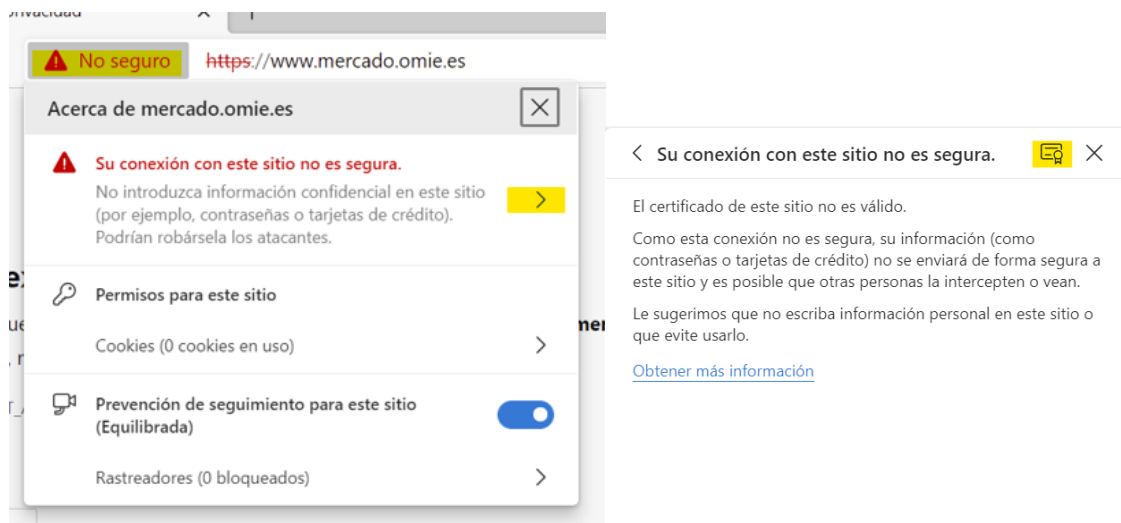 No seguro https://www.mercado.omie.es
Acerca de mercado.omie.es
Su conexión con este sitio no es segura.
No introduzca información confidencial en este sitio
(por ejemplo, contraseñas o tarjetas de crédito).
Podrían robársela los atacantes.
Permisos para este sitio
Cookies (0 cookies en uso)
Prevención de seguimiento para este sitio
(Equilibrada)
Rastreadores (0 bloqueados)
Su conexión con este sitio no es segura.
El certificado de este sitio no es válido.
Como esta conexión no es segura, su información (como
contraseñas o tarjetas de crédito) no se enviará de forma segura a
este sitio y es posible que otras personas la intercepten o vean.
Le sugerimos que no escriba información personal en este sitio o
que evite usarlo.
Obtener más información